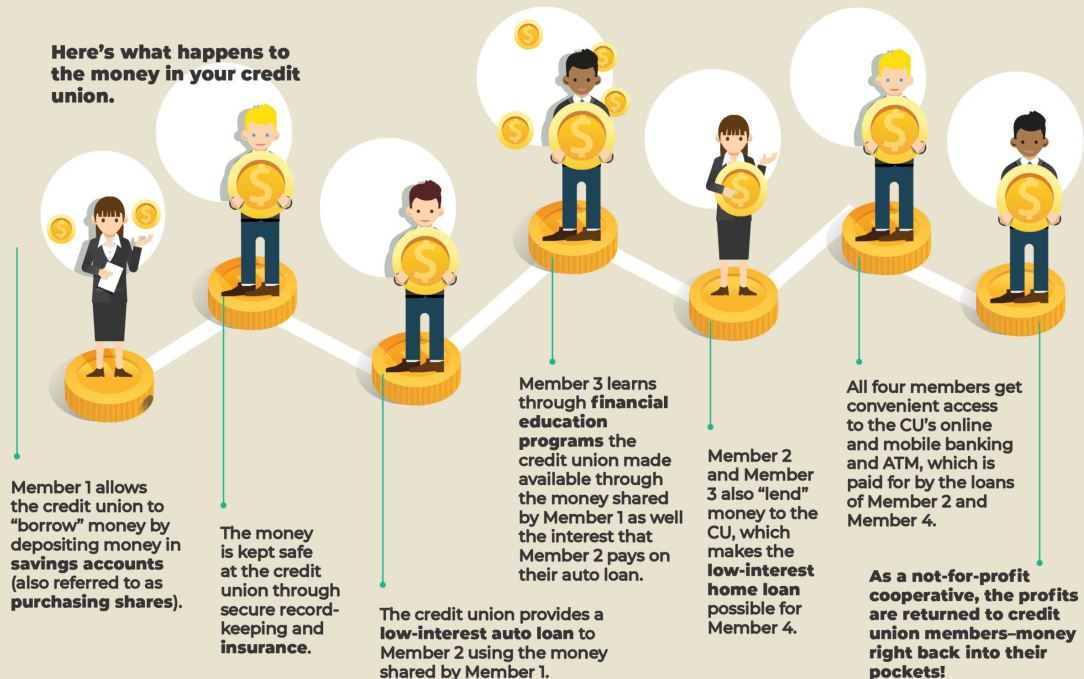 Here's what happens to
the money in your credit
union.
Member 1 allows
the credit union to
“borrow” money by
depositing money in
savings accounts
(also referred to as
purchasing shares).
The money
is kept safe
at the credit
union through
secure record-
keeping and
insurance.
The credit union provides a
low-interest auto loan to
Member 2 using the money
shared by Member 1.
Member 3 learns
through financial
education
programs the
credit union made
available through
the money shared
by Member 1 as well
the interest that
Member 2 pays on
their auto loan.
Member 2
and Member
3 also “lend”
money to the
CU, which
makes the
low-interest
home loan
possible for
Member 4.
All four members get
convenient access
to the CU's online
and mobile banking
and ATM, which is
paid for by the loans
of Member 2 and
Member 4.
As a not-for-profit
cooperative, the profits
are returned to credit
union members–money
right back into their
pockets!